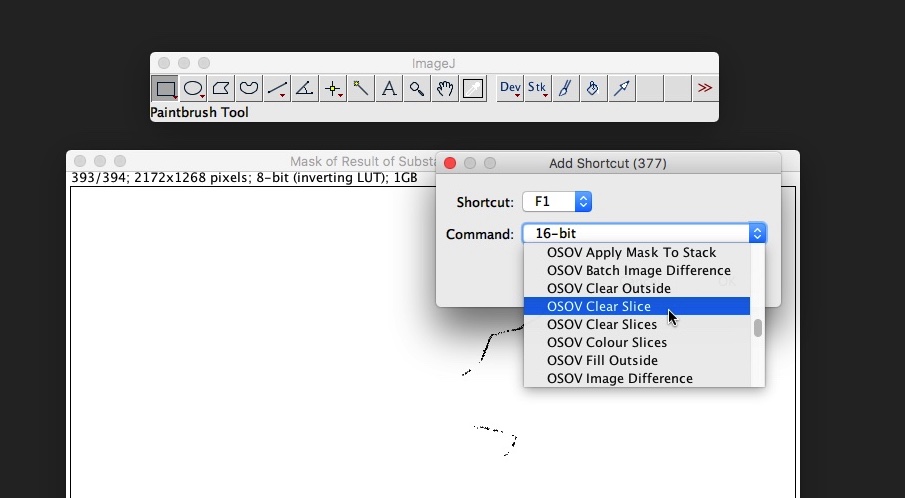 ImageJ
Dev Stk A >>
Paintbrush Tool
Mask of Result of Substa
393/394; 2172x1268 pixels; 8-bit (inverting LUT); 1GB
Add Shortcut (377)
Shortcut: F1
Command: 16-bit
OSOV Apply Mask To Stack
OSOV Batch Image Difference
OSOV Clear Outside
OSOV Clear Slice
OSOV Clear Slices
OSOV Colour Slices
OSOV Fill Outside
OSOV Image Difference